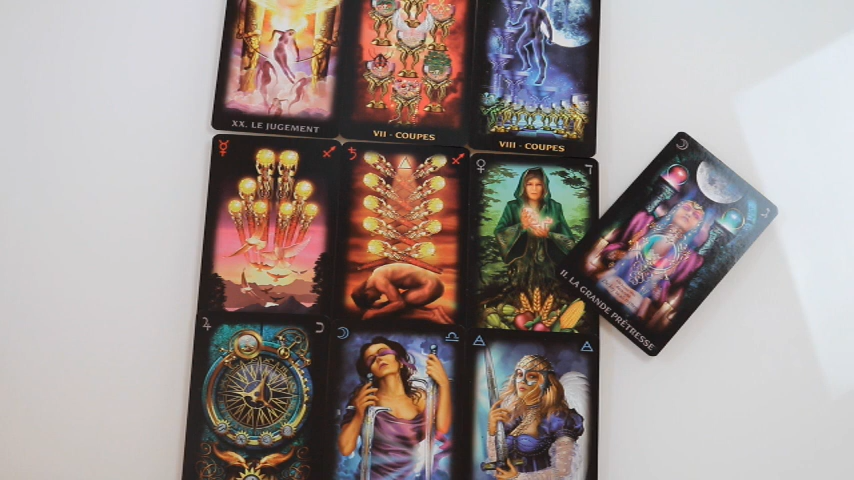 XX. LE JUGEMENT
VII - COUPES
VIII - COUPES
II. LA GRANDE PRÊTRESSE